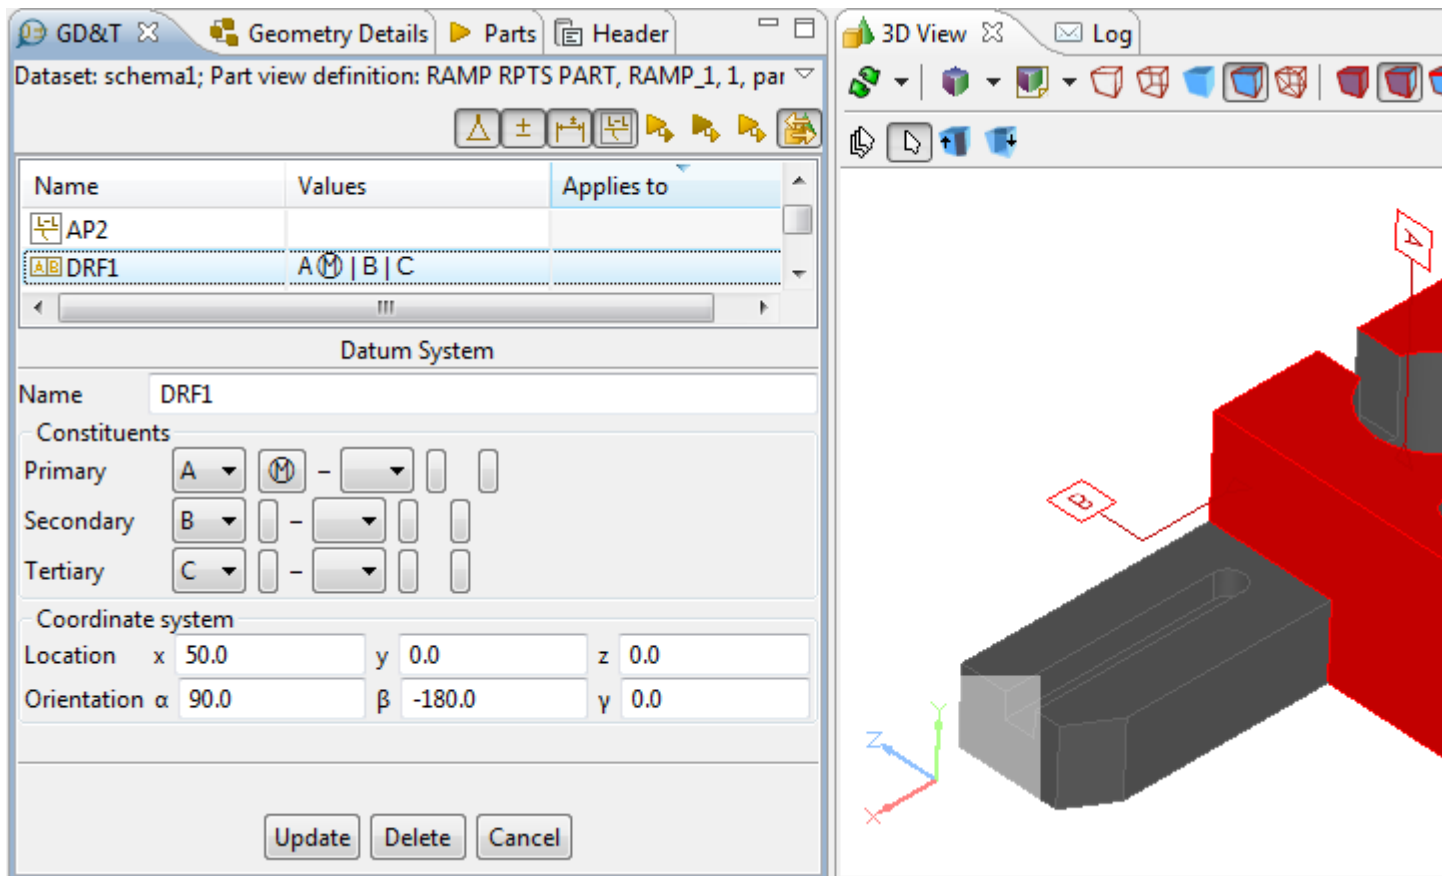 GD&T Geometry Details Parts Header
Dataset: schema1; Part view definition: RAMP RPTS PART, RAMP_1, 1, par
Name Values Applies to
AP2
DRF1 A Ⓜ | B | C
Datum System
Name DRF1
Constituents
Primary A Ⓜ –
Secondary B –
Tertiary C –
Coordinate system
Location x 50.0 y 0.0 z 0.0
Orientation α 90.0 β -180.0 γ 0.0
Update Delete Cancel
3D View Log
A
B
Y
Z
X